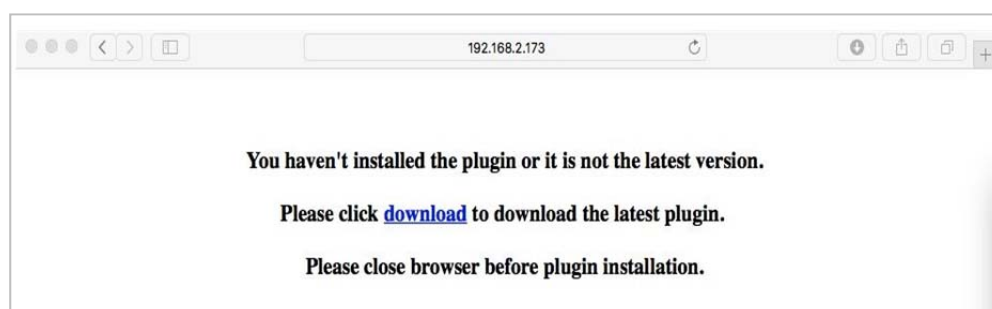 192.168.2.173
You haven't installed the plugin or it is not the latest version.
Please click download to download the latest plugin.
Please close browser before plugin installation.